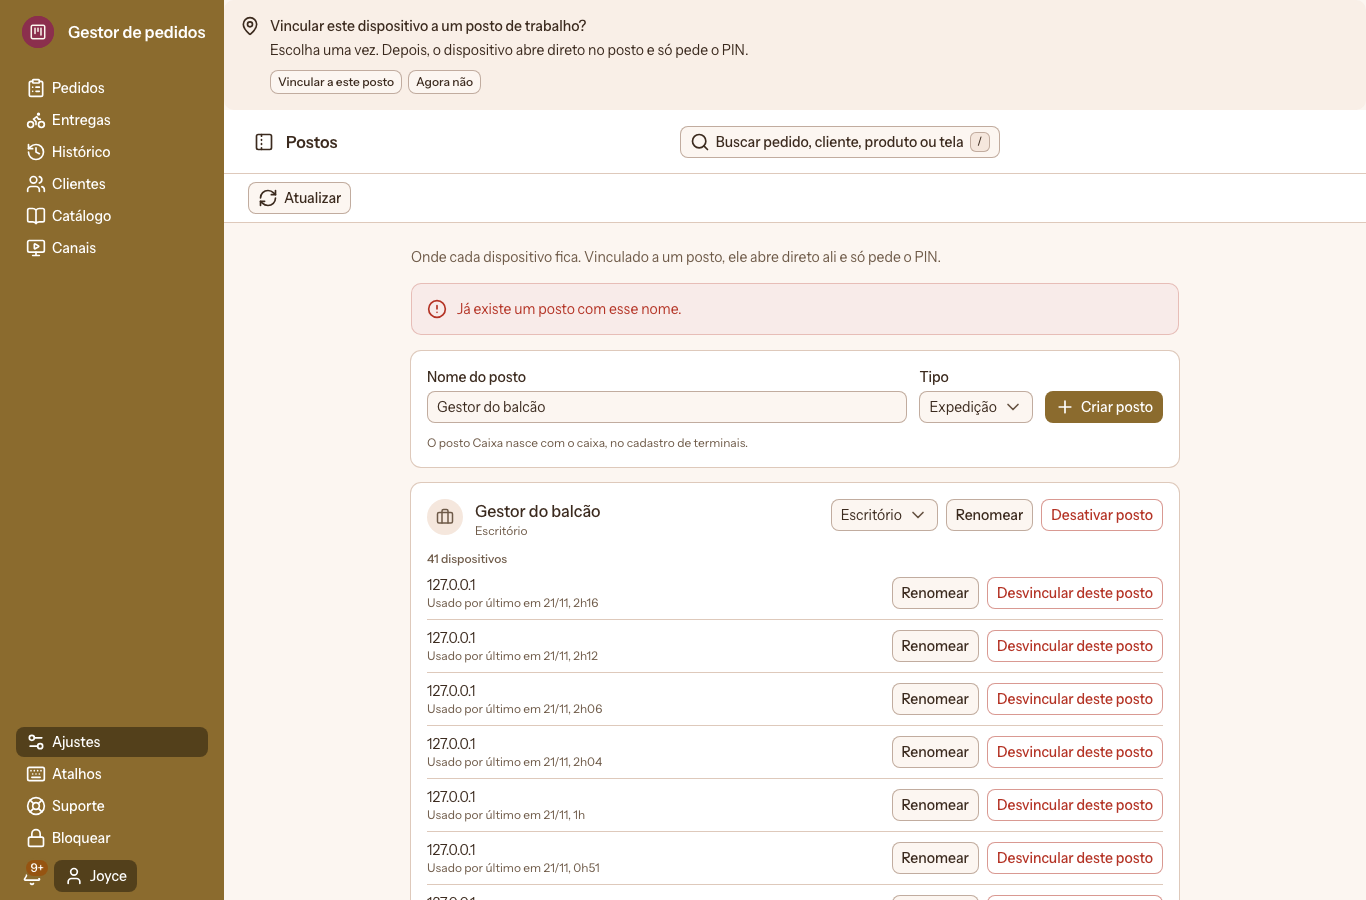 Gestor de pedidos
Pedidos
Entregas
Histórico
Clientes
Catálogo
Canais
Ajustes
Atalhos
Suporte
Bloquear
9+
Joyce
Vincular este dispositivo a um posto de trabalho?
Escolha uma vez. Depois, o dispositivo abre direto no posto e só pede o PIN.
Vincular a este posto
Agora não
Postos
Buscar pedido, cliente, produto ou tela /
Atualizar
Onde cada dispositivo fica. Vinculado a um posto, ele abre direto ali e só pede o PIN.
Já existe um posto com esse nome.
Nome do posto
Tipo
Gestor do balcão
Expedição
Criar posto
O posto Caixa nasce com o caixa, no cadastro de terminais.
Gestor do balcão
Escritório
Escritório
Renomear
Desativar posto
41 dispositivos
127.0.0.1
Usado por último em 21/11, 2h16
Renomear
Desvincular deste posto
127.0.0.1
Usado por último em 21/11, 2h12
Renomear
Desvincular deste posto
127.0.0.1
Usado por último em 21/11, 2h06
Renomear
Desvincular deste posto
127.0.0.1
Usado por último em 21/11, 2h04
Renomear
Desvincular deste posto
127.0.0.1
Usado por último em 21/11, 1h
Renomear
Desvincular deste posto
127.0.0.1
Usado por último em 21/11, 0h51
Renomear
Desvincular deste posto